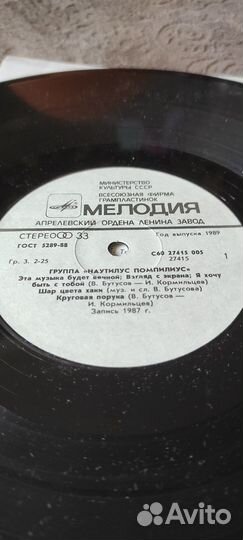 МИНИСТЕРСТВО
КУЛЬТУРЫ СССР
ВСЕСОЮЗНАЯ ФИРМА
ГРАМПЛАСТИНОК
МЕЛОДИЯ
АПРЕЛЕВСКИЙ ОРДЕНА ЛЕНИНА ЗАВОД
СТЕРЕО 33
Год выпуска 1989
ГОСТ 5289-88
С60 27415 005
Гр. 3. 2-25
27415
1
ГРУППА «НАУТИЛУС ПОМПИЛИУС»
Эта музыка будет вечной; Взгляд с экрана; Я хочу
быть с тобой (В. Бутусов — И. Кормильцев)
Шар цвета хаки (муз. и сл. В. Бутусова)
Круговая порука (В. Бутусов —
И. Кормильцев)
Запись 1987 г.
Avito